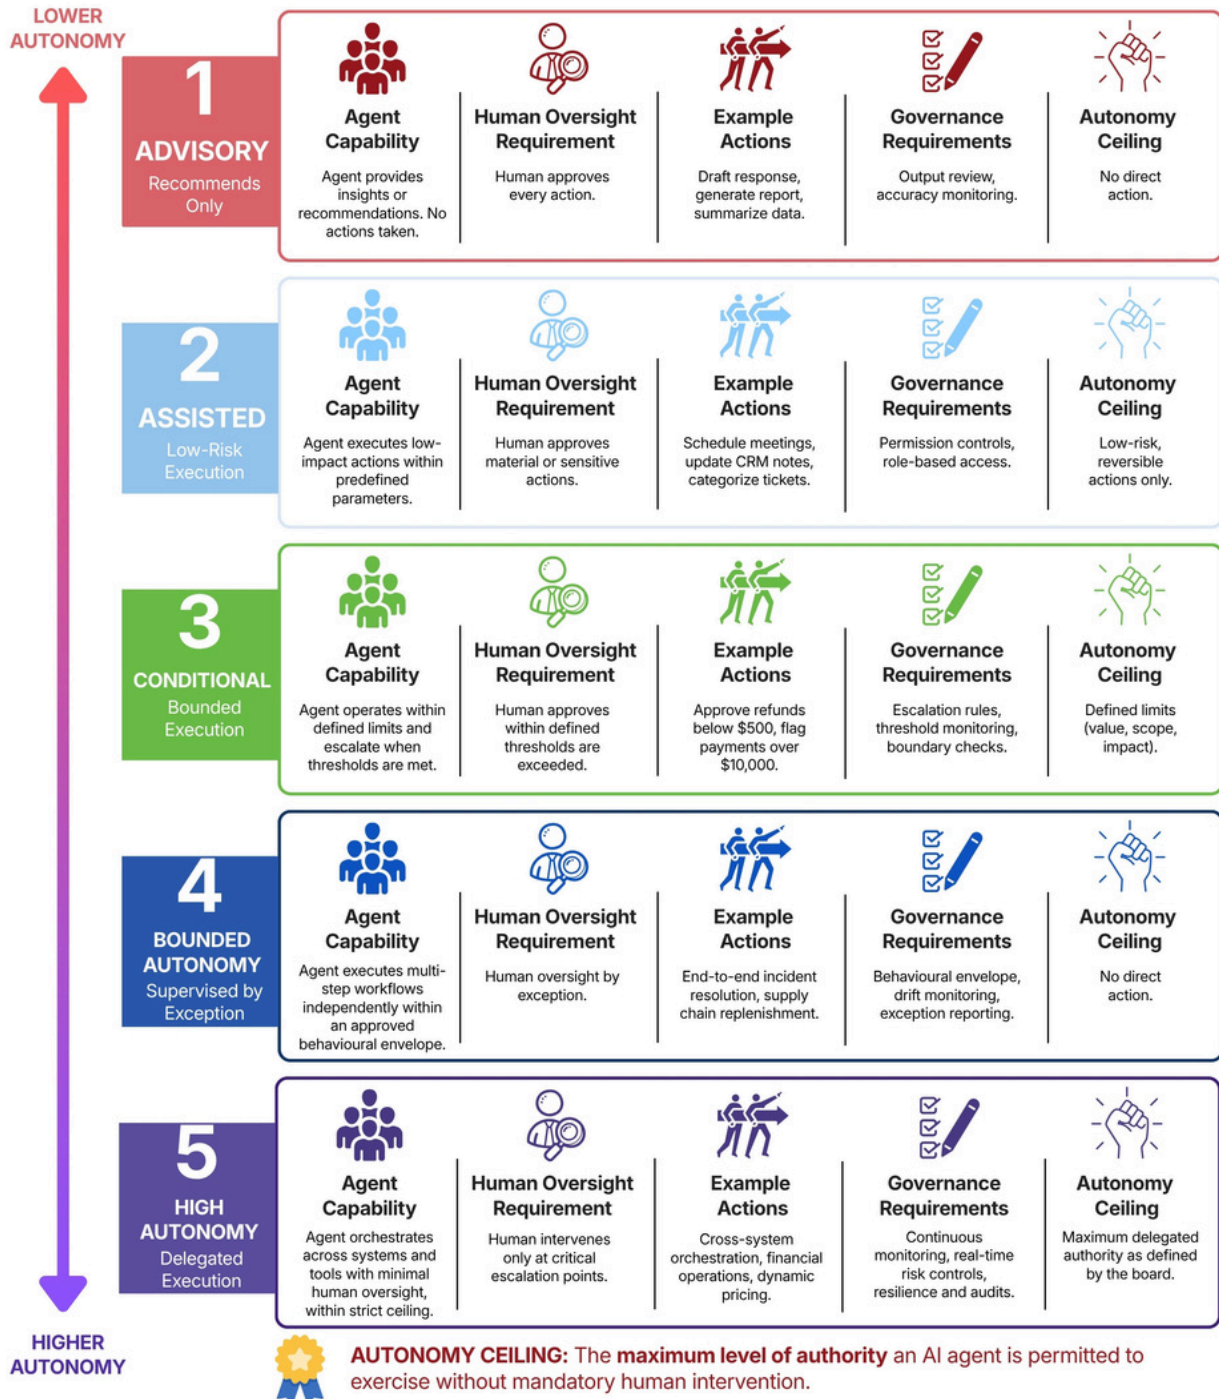 LOWER
AUTONOMY
1
ADVISORY
Recommends
Only
Agent
Capability
Agent provides
insights or
recommendations. No
actions taken.
Human Oversight
Requirement
Human approves
every action.
Example
Actions
Draft response,
generate report,
summarize data.
Governance
Requirements
Output review,
accuracy monitoring.
Autonomy
Ceiling
No direct
action.
2
ASSISTED
Low-Risk
Execution
Agent
Capability
Agent executes low-
impact actions within
predefined
parameters.
Human Oversight
Requirement
Human approves
material or sensitive
actions.
Example
Actions
Schedule meetings,
update CRM notes,
categorize tickets.
Governance
Requirements
Permission controls,
role-based access.
Autonomy
Ceiling
Low-risk,
reversible
actions only.
3
CONDITIONAL
Bounded
Execution
Agent
Capability
Agent operates within
defined limits and
escalate when
thresholds are met.
Human Oversight
Requirement
Human approves
within defined
thresholds are
exceeded.
Example
Actions
Approve refunds
below $500, flag
payments over
$10,000.
Governance
Requirements
Escalation rules,
threshold monitoring,
boundary checks.
Autonomy
Ceiling
Defined limits
(value, scope,
impact).
4
BOUNDED
AUTONOMY
Supervised by
Exception
Agent
Capability
Agent executes multi-
step workflows
independently within
an approved
behavioural envelope.
Human Oversight
Requirement
Human oversight by
exception.
Example
Actions
End-to-end incident
resolution, supply
chain replenishment.
Governance
Requirements
Behavioural envelope,
drift monitoring,
exception reporting.
Autonomy
Ceiling
No direct
action.
5
HIGH
AUTONOMY
Delegated
Execution
Agent
Capability
Agent orchestrates
across systems and
tools with minimal
human oversight,
within strict ceiling.
Human Oversight
Requirement
Human intervenes
only at critical
escalation points.
Example
Actions
Cross-system
orchestration, financial
operations, dynamic
pricing.
Governance
Requirements
Continuous
monitoring, real-time
risk controls,
resilience and audits.
Autonomy
Ceiling
Maximum delegated
authority as defined
by the board.
HIGHER
AUTONOMY
AUTONOMY CEILING: The maximum level of authority an AI agent is permitted to
exercise without mandatory human intervention.